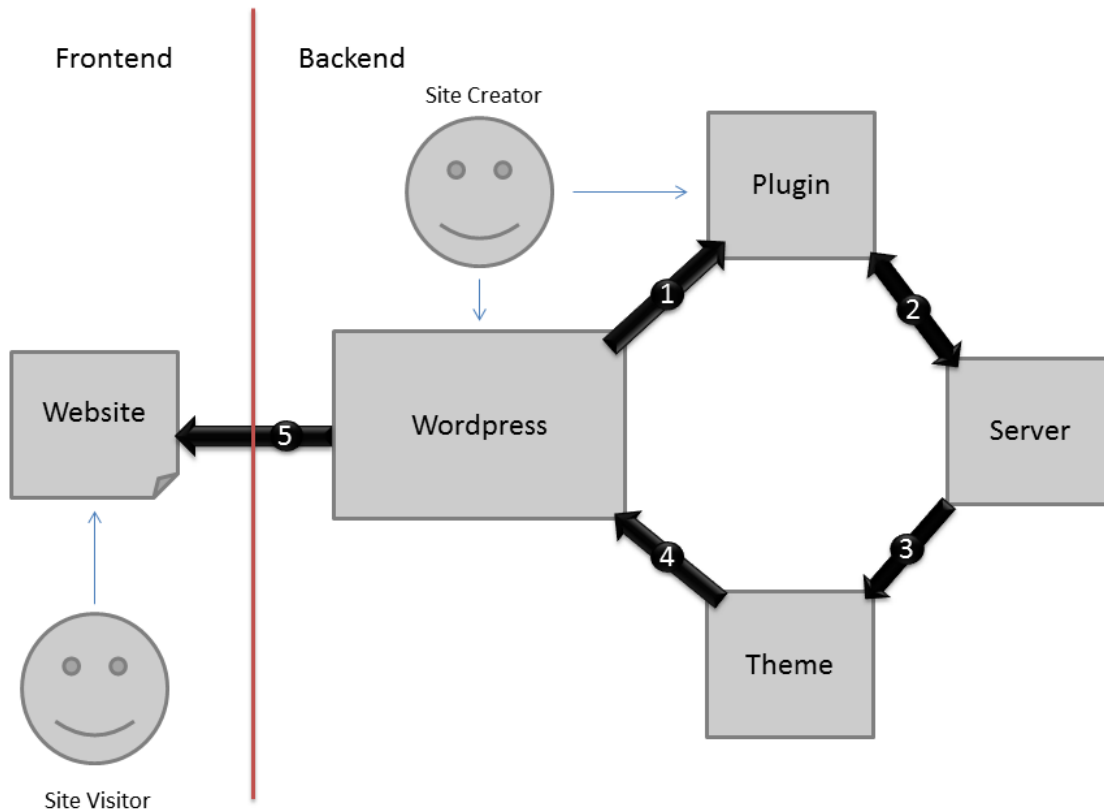 Frontend
Backend
Site Creator
Plugin
1
2
Website
5
Wordpress
Server
4
3
Theme
Site Visitor